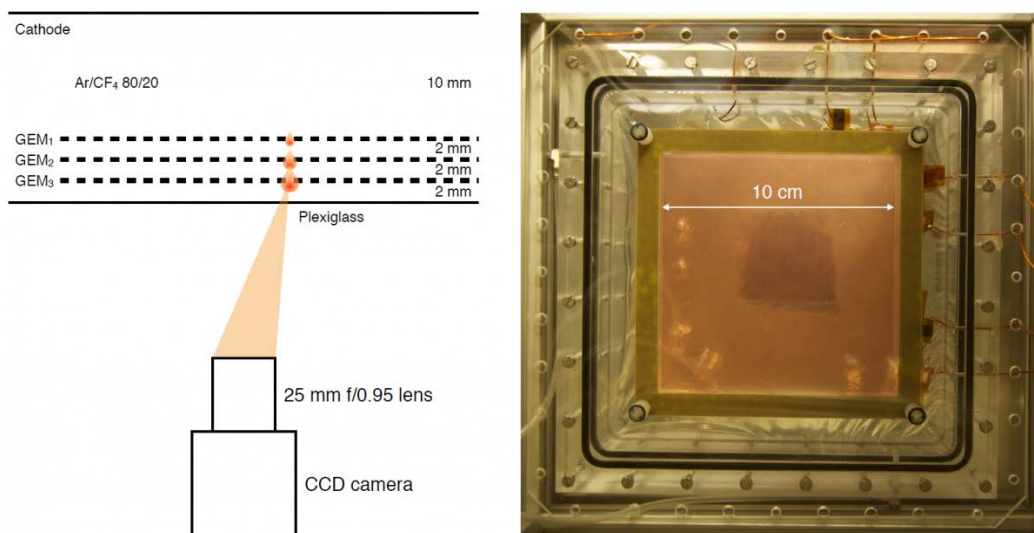 Cathode
Ar/CF₄ 80/20 10 mm
GEM₁
2 mm
GEM₂
2 mm
GEM₃
2 mm
Plexiglass
25 mm f/0.95 lens
CCD camera
10 cm